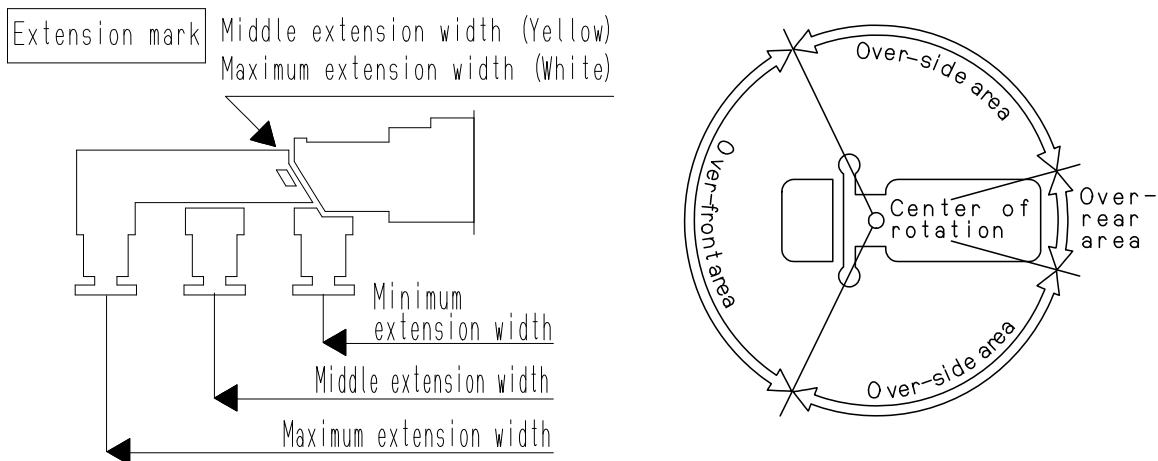 Extension mark
Middle extension width (Yellow)
Maximum extension width (White)
Minimum
extension width
Middle extension width
Maximum extension width
Over-side area
Over-front area
Center of
rotation
Over-
rear
area
Over-side area